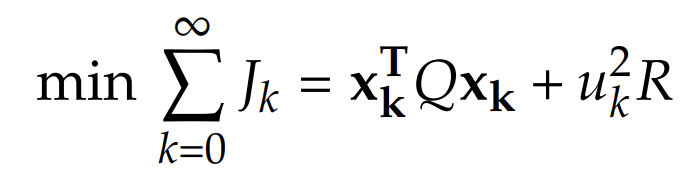 min ∑_{k=0}^{∞} J_k = 𝐱_𝐤^𝐓 Q 𝐱_𝐤 + u_k^2 R